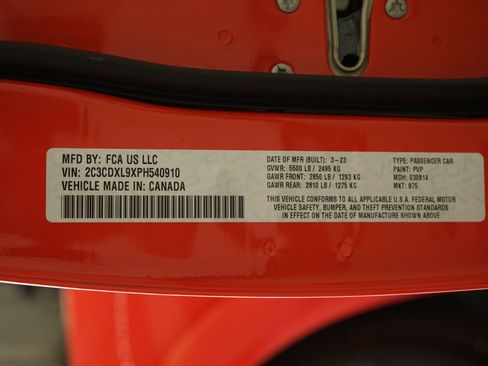 MFD BY: FCA US LLC
VIN: 2C3CDXL9XPH540910
VEHICLE MADE IN: CANADA
DATE OF MFR (BUILT): 3-23
GVWR: 5500 LB / 2495 KG
GAWR FRONT: 2850 LB / 1293 KG
GAWR REAR: 2810 LB / 1275 KG
TYPE: PASSENGER CAR
PAINT: PVP
MDH: 030814
MKT: 875
THIS VEHICLE CONFORMS TO ALL APPLICABLE U.S.A. FEDERAL MOTOR
VEHICLE SAFETY, BUMPER, AND THEFT PREVENTION STANDARDS
IN EFFECT ON THE DATE OF MANUFACTURE SHOWN ABOVE